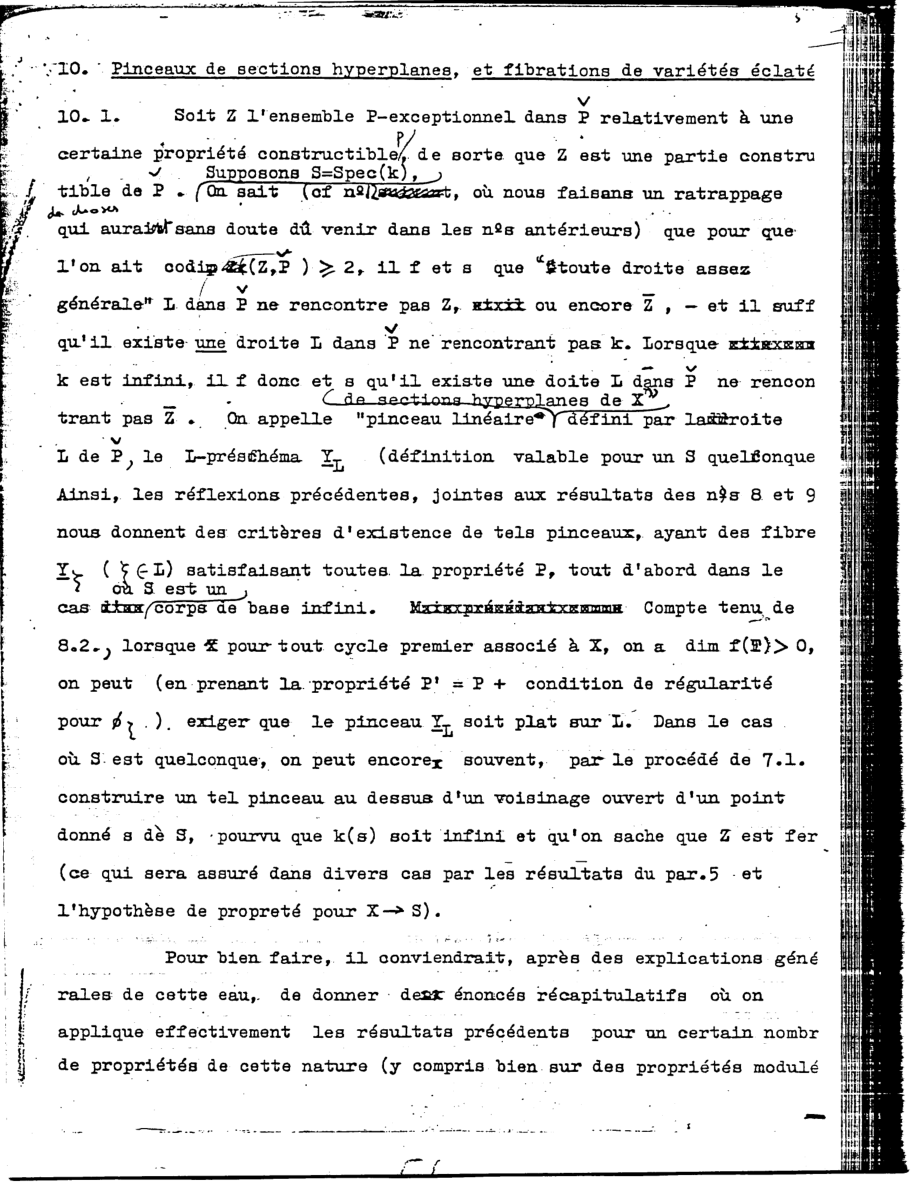 10. Pinceaux de sections hyperplanes, et fibrations de variétés éclaté
10. 1. Soit Z l'ensemble P-exceptionnel dans P̌ relativement à une
certaine propriété constructible P, de sorte que Z est une partie constru
Supposons S=Spec(k),
tible de P̌ . On sait (cf nº , où nous faisans un ratrappage
de choses
qui aurait sans doute dû venir dans les nºs antérieurs) que pour que
l'on ait codim (Z,P̌ ) ⩾ 2, il f et s que "toute droite assez
générale" L dans P̌ ne rencontre pas Z, ou encore Z̄ , - et il suff
qu'il existe une droite L dans P̌ ne rencontrant pas k. Lorsque
k est infini, il f donc et s qu'il existe une doite L dans P̌ ne rencon
de sections hyperplanes de X"
trant pas Z̄ . On appelle "pinceau linéaire défini par la droite
L de P̌, le L-préschéma Y_L (définition valable pour un S quelconque
Ainsi, les réflexions précédentes, jointes aux résultats des nºs 8 et 9
nous donnent des critères d'existence de tels pinceaux, ayant des fibre
Y_ξ ( ξ ∈ L) satisfaisant toutes la propriété P, tout d'abord dans le
où S est un
cas corps de base infini. Compte tenu de
8.2., lorsque pour tout cycle premier associé à X, on a dim f(T)> 0,
on peut (en prenant la propriété P' = P + condition de régularité
pour ϕ_ξ .) exiger que le pinceau Y_L soit plat sur L. Dans le cas
où S est quelconque, on peut encore, souvent, par le procédé de 7.1.
construire un tel pinceau au dessus d'un voisinage ouvert d'un point
donné s dè S, pourvu que k(s) soit infini et qu'on sache que Z est fer
(ce qui sera assuré dans divers cas par les résultats du par.5 et
l'hypothèse de propreté pour X→ S).
Pour bien faire, il conviendrait, après des explications géné
rales de cette eau, de donner des énoncés récapitulatifs où on
applique effectivement les résultats précédents pour un certain nombr
de propriétés de cette nature (y compris bien sur des propriétés modulé